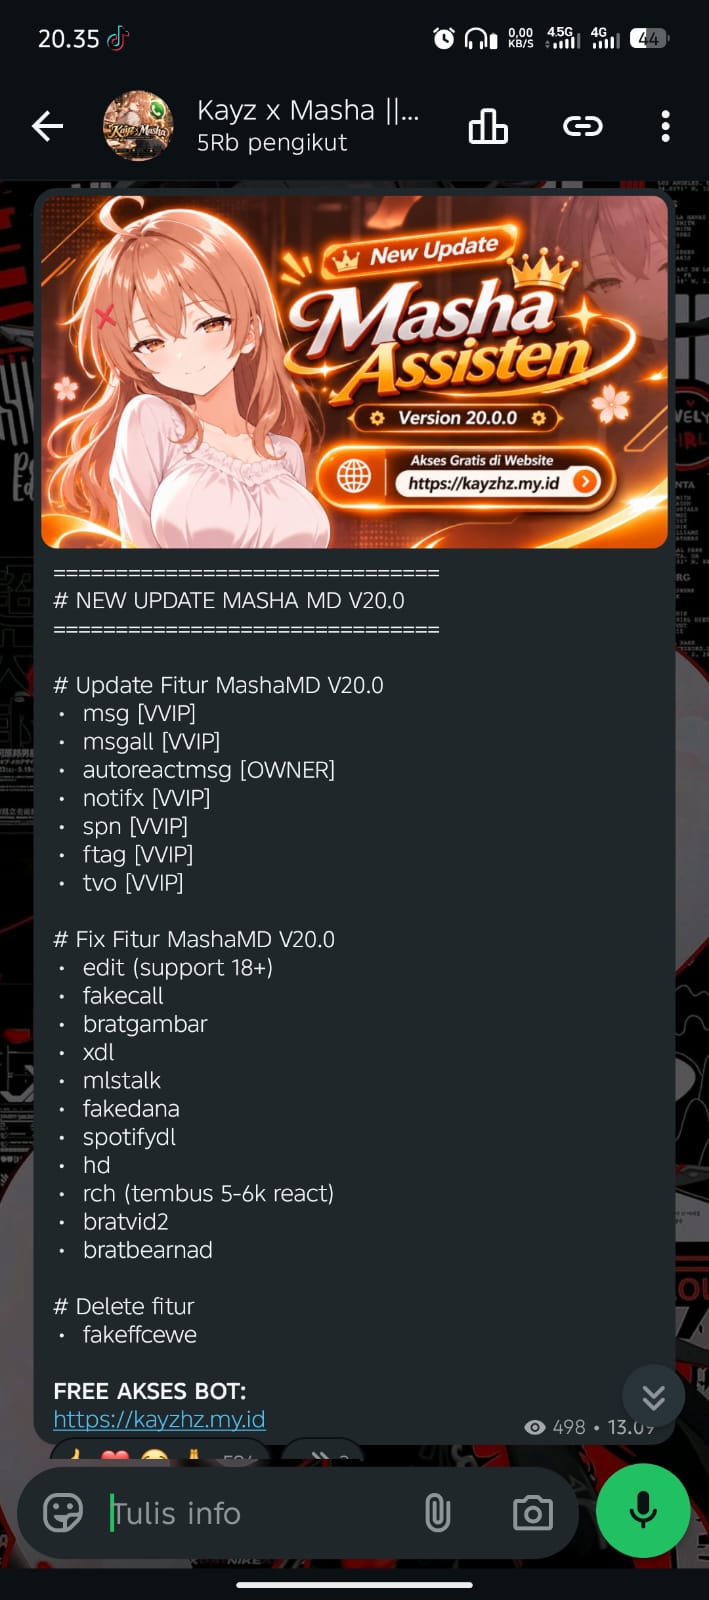 20.35
0,00
KB/S
4.5G
4G
44
Kayz x Masha ||...
5Rb pengikut
New Update
Masha
Assisten
Version 20.0.0
Akses Gratis di Website
https://kayzhz.my.id
===============================
# NEW UPDATE MASHA MD V20.0
===============================
# Update Fitur MashaMD V20.0
• msg [VVIP]
• msgall [VVIP]
• autoreactmsg [OWNER]
• notifx [VVIP]
• spn [VVIP]
• ftag [VVIP]
• tvo [VVIP]
# Fix Fitur MashaMD V20.0
• edit (support 18+)
• fakecall
• bratgambar
• xdl
• mlstalk
• fakedana
• spotifydl
• hd
• rch (tembus 5-6k react)
• bratvid2
• bratbearnad
# Delete fitur
• fakeffcewe
FREE AKSES BOT:
https://kayzhz.my.id
498 • 13.09
Tulis info